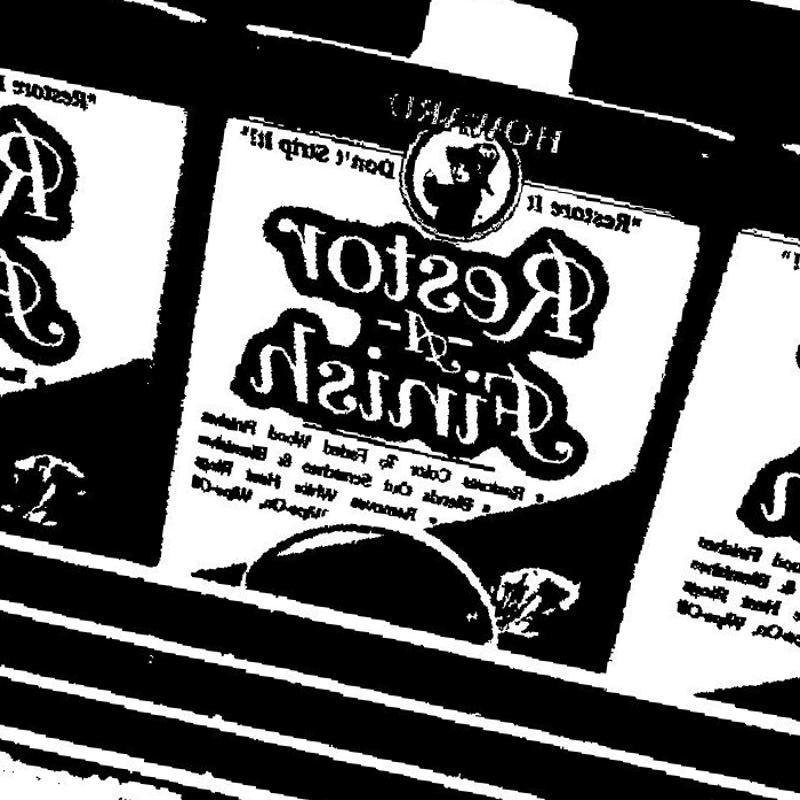 HOWARD
"Restore It Don't Strip It!"
Restor
-A-
Finish
• Restores Color To Faded Wood Finishes
• Blends Out Scratches & Blemishes
• Removes White Heat Rings
"Wipe-On, Wipe-Off
"Restore
R